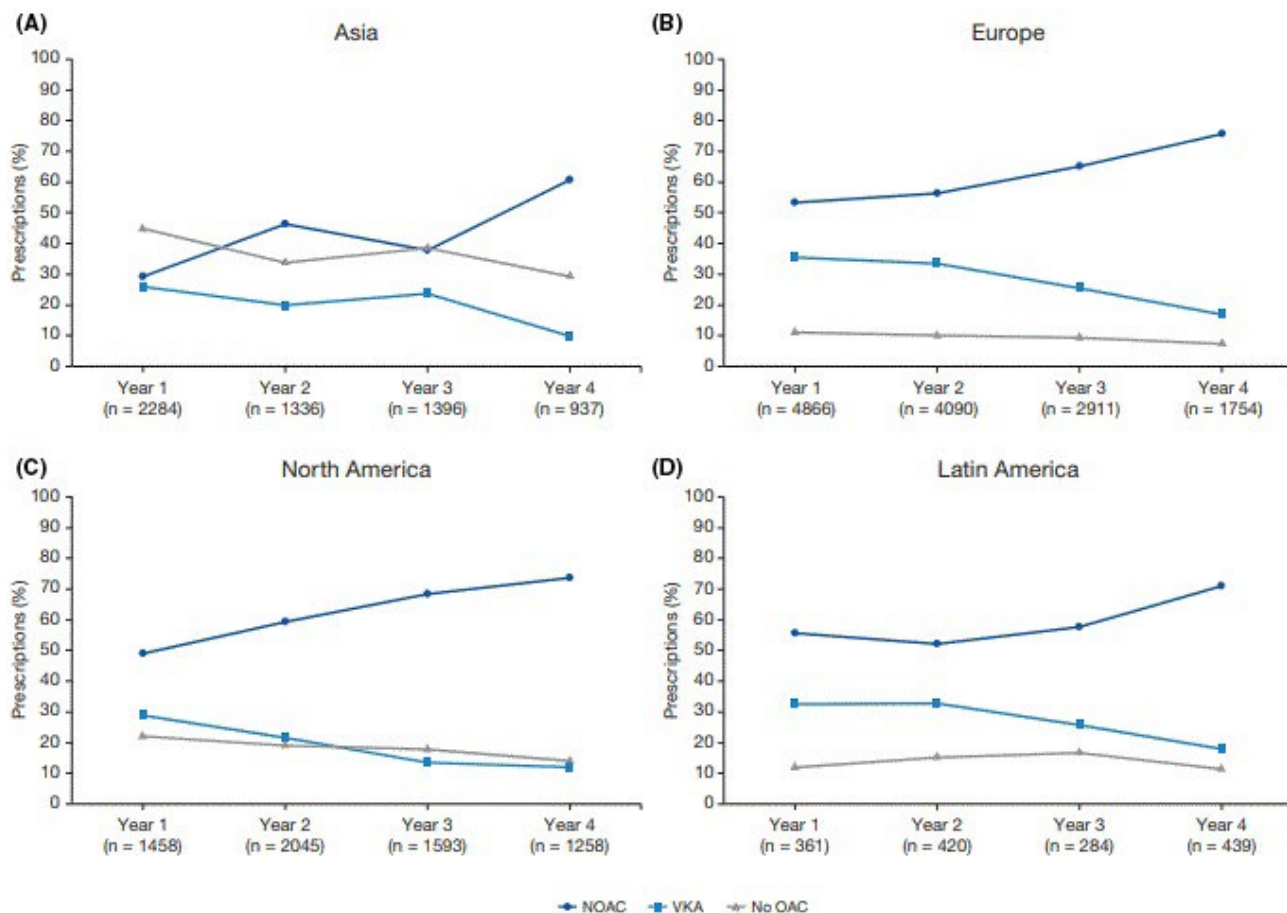 (A)
Asia
Prescriptions (%)
100
90
80
70
60
50
40
30
20
10
0
Year 1 Year 2 Year 3 Year 4
(n = 2284) (n = 1336) (n = 1396) (n = 937)
(B)
Europe
Prescriptions (%)
100
90
80
70
60
50
40
30
20
10
0
Year 1 Year 2 Year 3 Year 4
(n = 4866) (n = 4090) (n = 2911) (n = 1754)
(C)
North America
Prescriptions (%)
100
90
80
70
60
50
40
30
20
10
0
Year 1 Year 2 Year 3 Year 4
(n = 1458) (n = 2045) (n = 1593) (n = 1258)
(D)
Latin America
Prescriptions (%)
100
90
80
70
60
50
40
30
20
10
0
Year 1 Year 2 Year 3 Year 4
(n = 361) (n = 420) (n = 284) (n = 439)
NOAC VKA No OAC